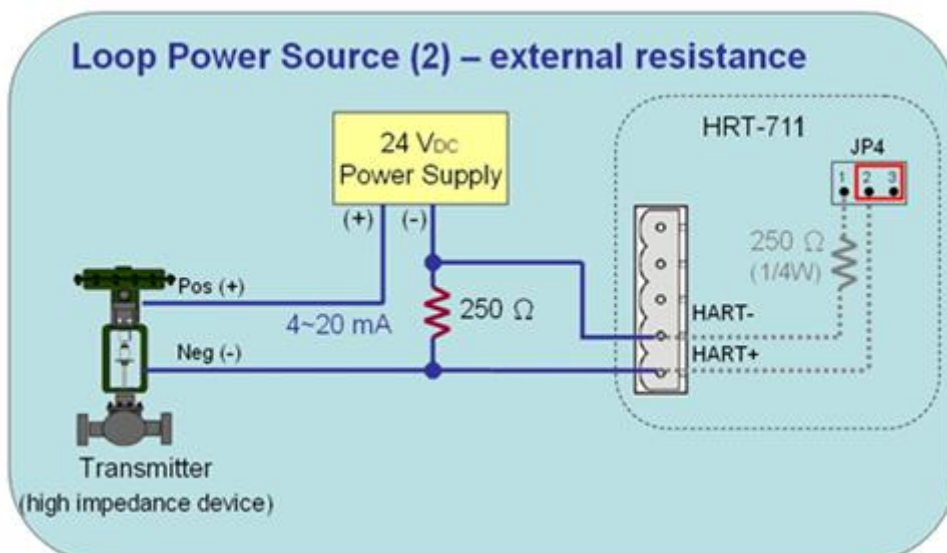 Loop Power Source (2) – external resistance
HRT-711
JP4
1 2 3
24 VDC
Power Supply
(+) (-)
250 Ω
(1/4W)
Pos (+)
4~20 mA
250 Ω
HART-
HART+
Neg (-)
Transmitter
(high impedance device)